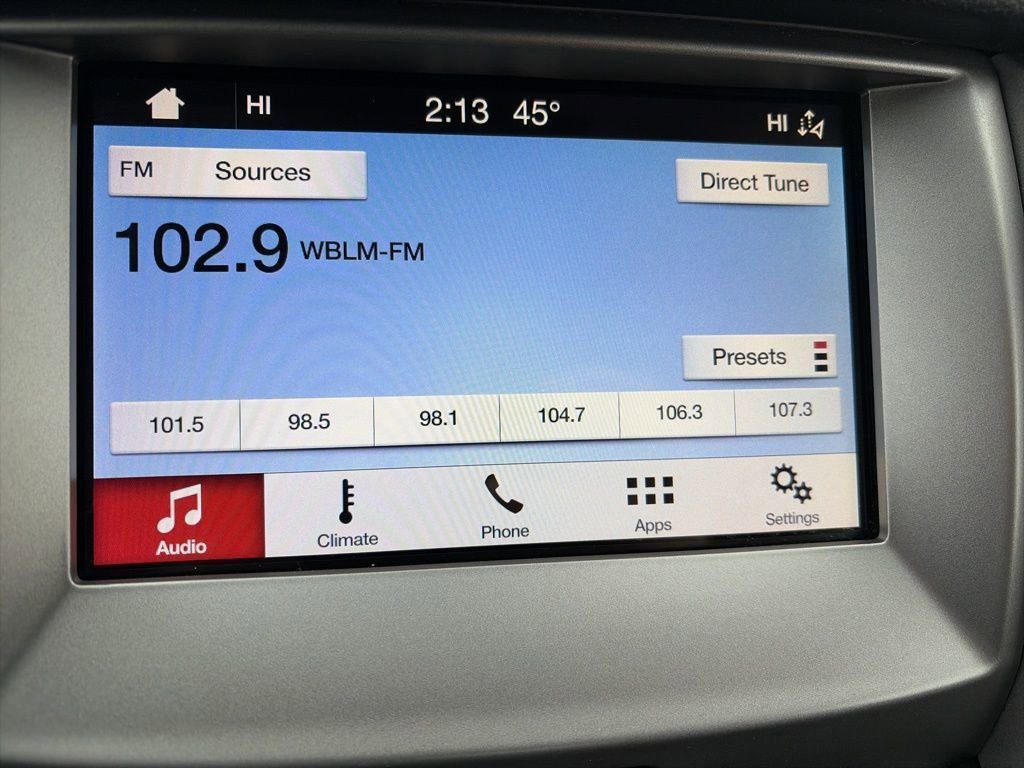 HI 2:13 45° HI
FM Sources Direct Tune
102.9 WBLM-FM
Presets
101.5 98.5 98.1 104.7 106.3 107.3
Audio Climate Phone Apps Settings